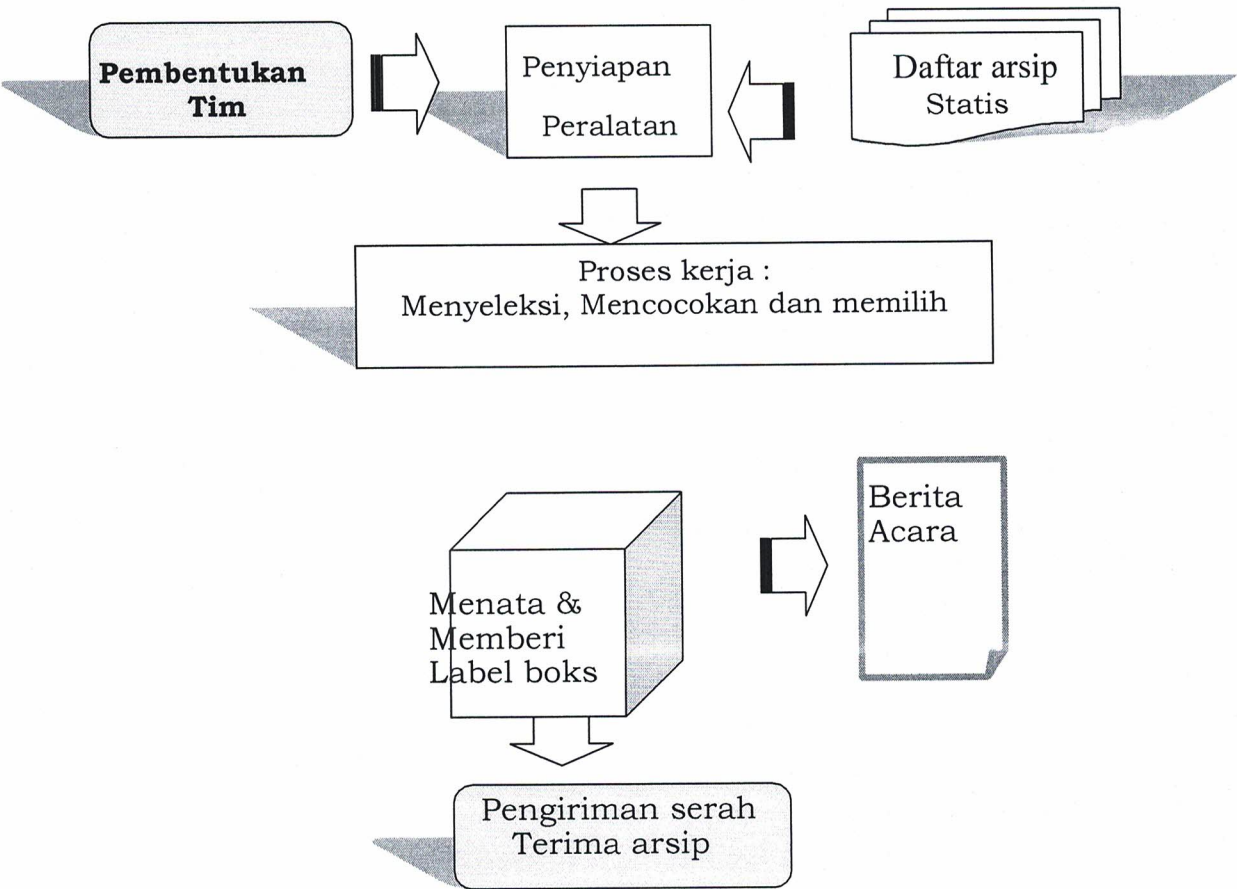 Pembentukan
Tim
Penyiapan
Peralatan
Daftar arsip
Statis
Proses kerja :
Menyeleksi, Mencocokan dan memilih
Menata &
Memberi
Label boks
Berita
Acara
Pengiriman serah
Terima arsip